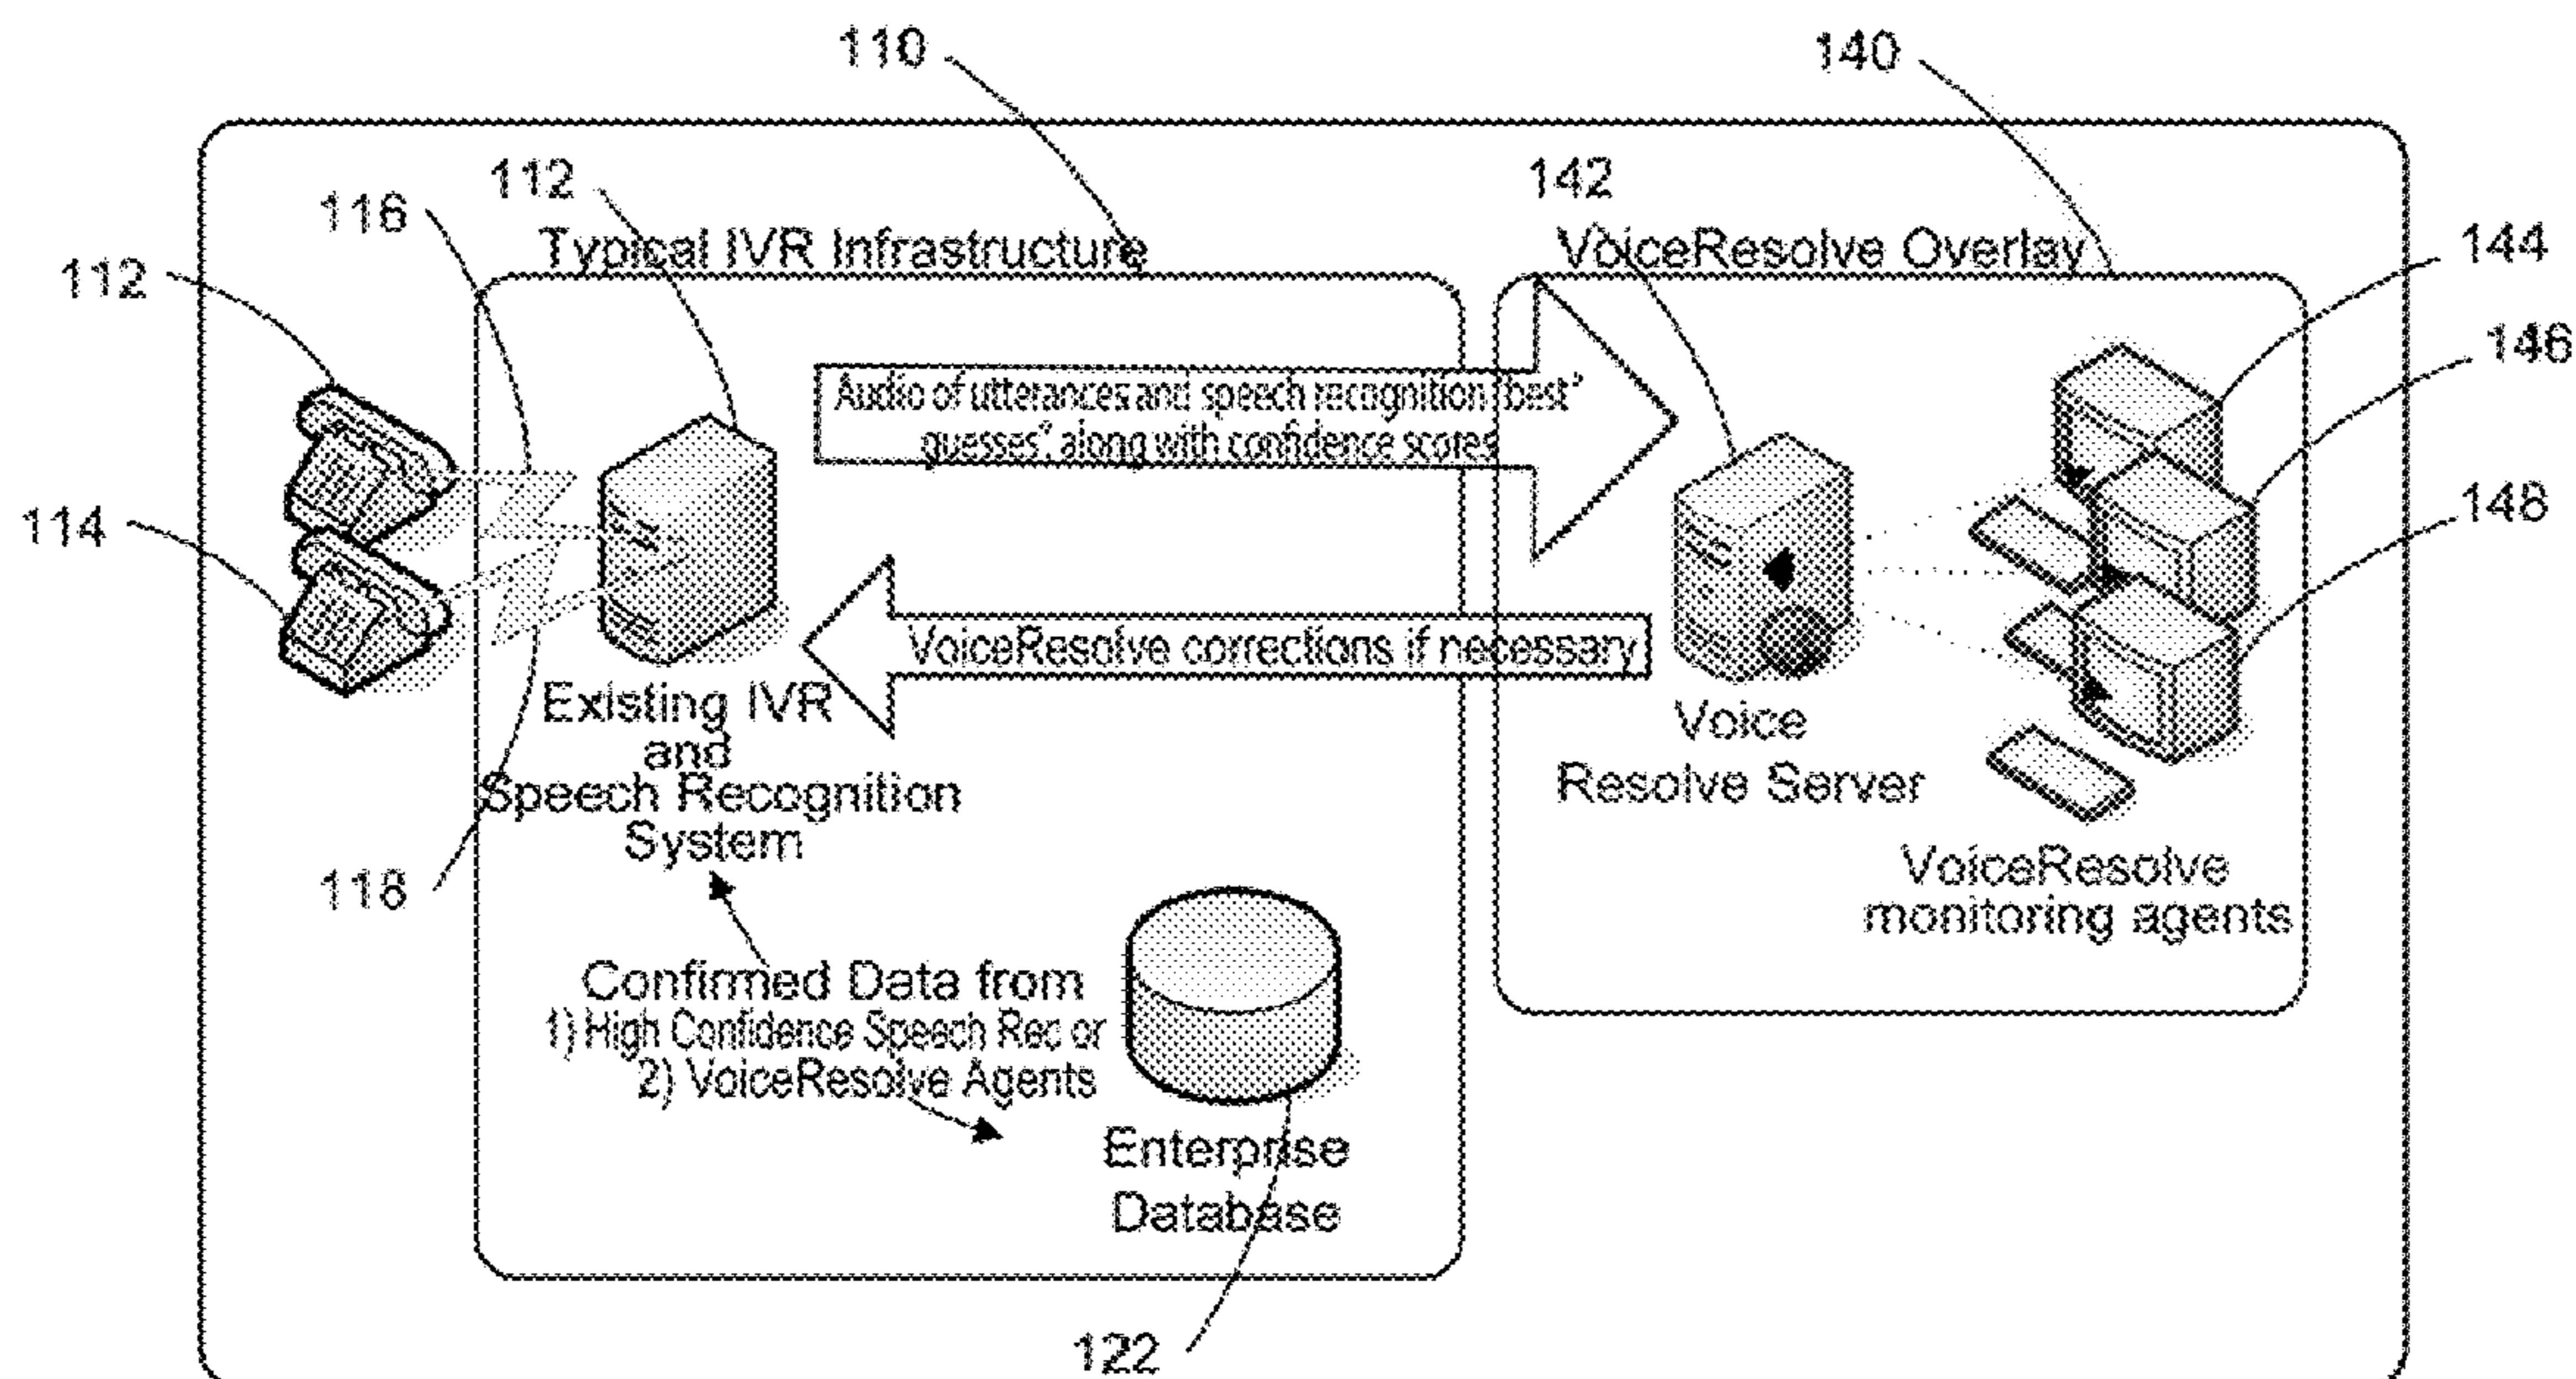 110
140
116
112
142
112
Typical IVR Infrastructure
VoiceResolve Overlay
144
146
Audio of utterances and speech recognition "best"
guesses" along with confidence scores
114
148
VoiceResolve corrections if necessary
Existing IVR
and
Speech Recognition
System
Voice
Resolve Server
118
VoiceResolve
monitoring agents
Confirmed Data from
1) High Confidence Speech Rec or
2) VoiceResolve Agents
Enterprise
Database
122